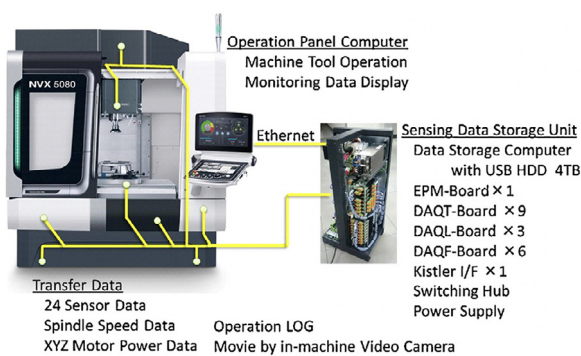 Operation Panel Computer
Machine Tool Operation
Monitoring Data Display
NVX 5080
Ethernet
Sensing Data Storage Unit
Data Storage Computer
with USB HDD 4TB
EPM-Board×1
DAQT-Board ×9
DAQL-Board ×3
DAQF-Board ×6
Kistler I/F ×1
Switching Hub
Power Supply
Transfer Data
24 Sensor Data
Spindle Speed Data
XYZ Motor Power Data
Operation LOG
Movie by in-machine Video Camera